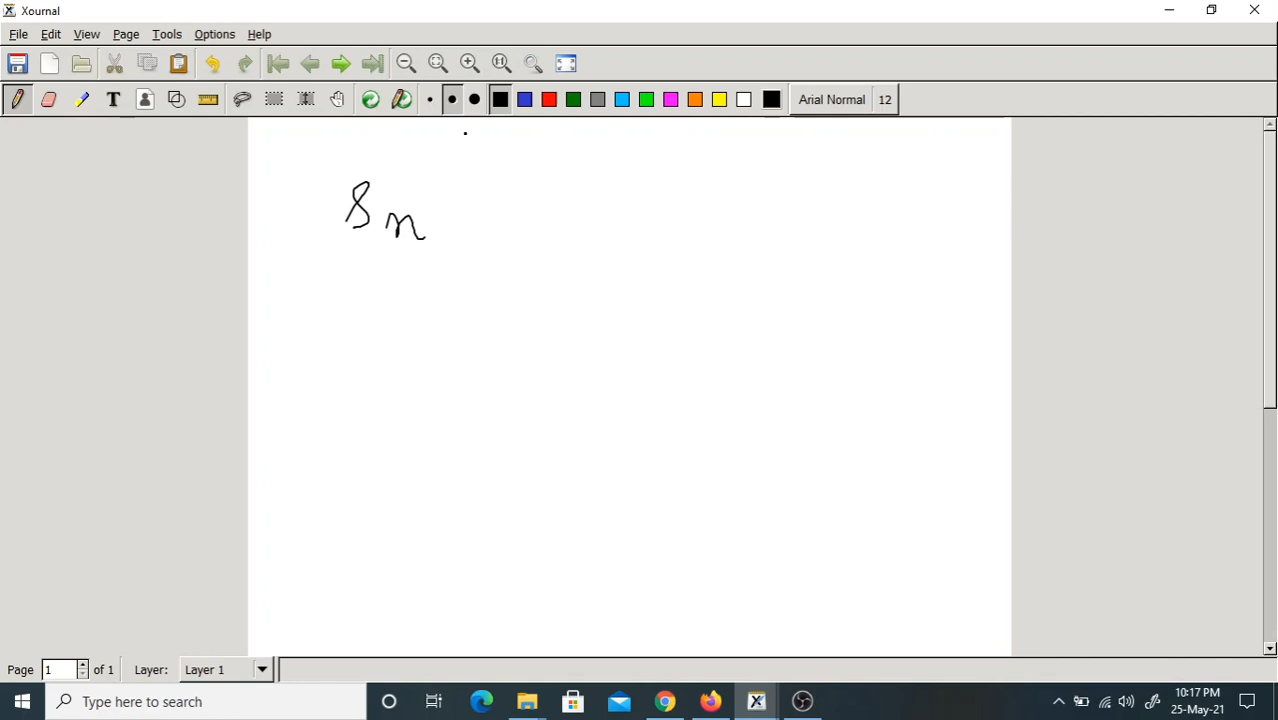 Xournal
File Edit View Page Tools Options Help
T Arial Normal 12
Sn
Page 1 of 1 Layer: Layer 1
Type here to search 10:17 PM
25-May-21